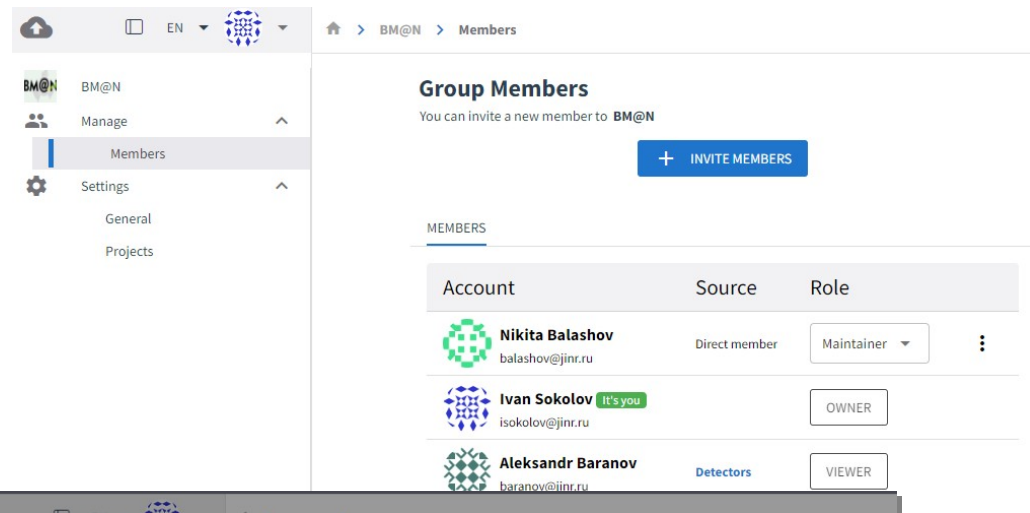 EN
BM@N > Members
BM@N BM@N
Manage
Members
Settings
General
Projects
Group Members
You can invite a new member to BM@N
+ INVITE MEMBERS
MEMBERS
Account Source Role
Nikita Balashov
balashov@jinr.ru
Direct member
Maintainer
Ivan Sokolov It's you
isokolov@jinr.ru
OWNER
Aleksandr Baranov
baranov@jinr.ru
Detectors
VIEWER